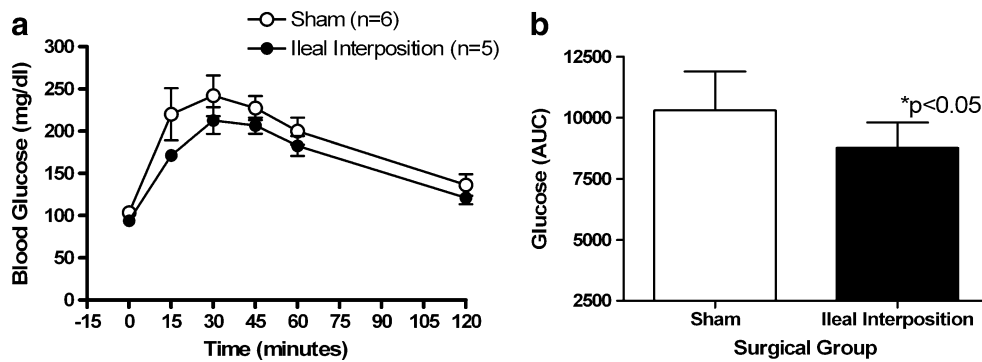 a
Sham (n=6)
Ileal Interposition (n=5)
Blood Glucose (mg/dl)
300
250
200
150
100
50
0
-15 0 15 30 45 60 75 90 105 120
Time (minutes)
b
*p<0.05
Glucose (AUC)
12500
10000
7500
5000
2500
Sham Ileal Interposition
Surgical Group